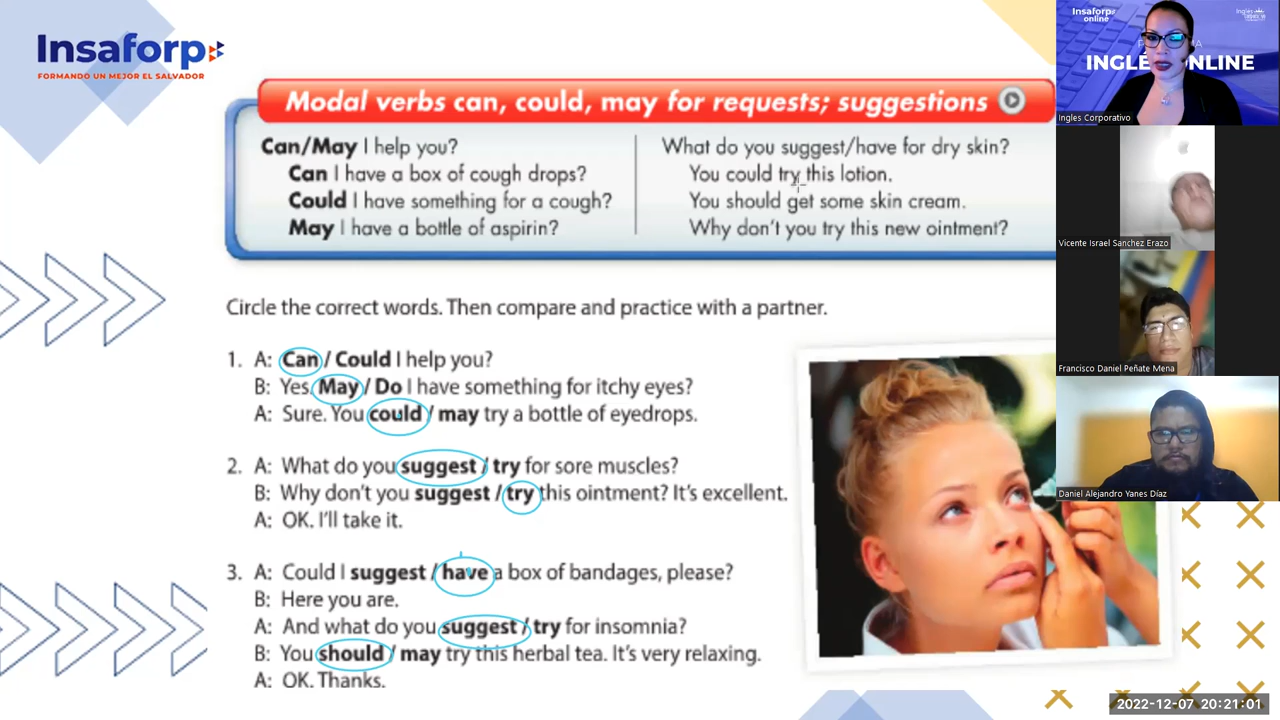 Insaforp
FORMANDO UN MEJOR EL SALVADOR
Modal verbs can, could, may for requests; suggestions
Can/May I help you?
Can I have a box of cough drops?
Could I have something for a cough?
May I have a bottle of aspirin?
What do you suggest/have for dry skin?
You could try this lotion.
You should get some skin cream.
Why don't you try this new ointment?
Circle the correct words. Then compare and practice with a partner.
1. A: Can / Could I help you?
B: Yes. May / Do I have something for itchy eyes?
A: Sure. You could / may try a bottle of eyedrops.
2. A: What do you suggest / try for sore muscles?
B: Why don't you suggest / try this ointment? It's excellent.
A: OK. I'll take it.
3. A: Could I suggest / have a box of bandages, please?
B: Here you are.
A: And what do you suggest / try for insomnia?
B: You should / may try this herbal tea. It's very relaxing.
A: OK. Thanks.
Insaforp
online
INGLÉ ONLINE
Ingles Corporativo
Vicente Israel Sanchez Erazo
Francisco Daniel Peñate Mena
Daniel Alejandro Yanes Díaz
2022-12-07 20:21:01